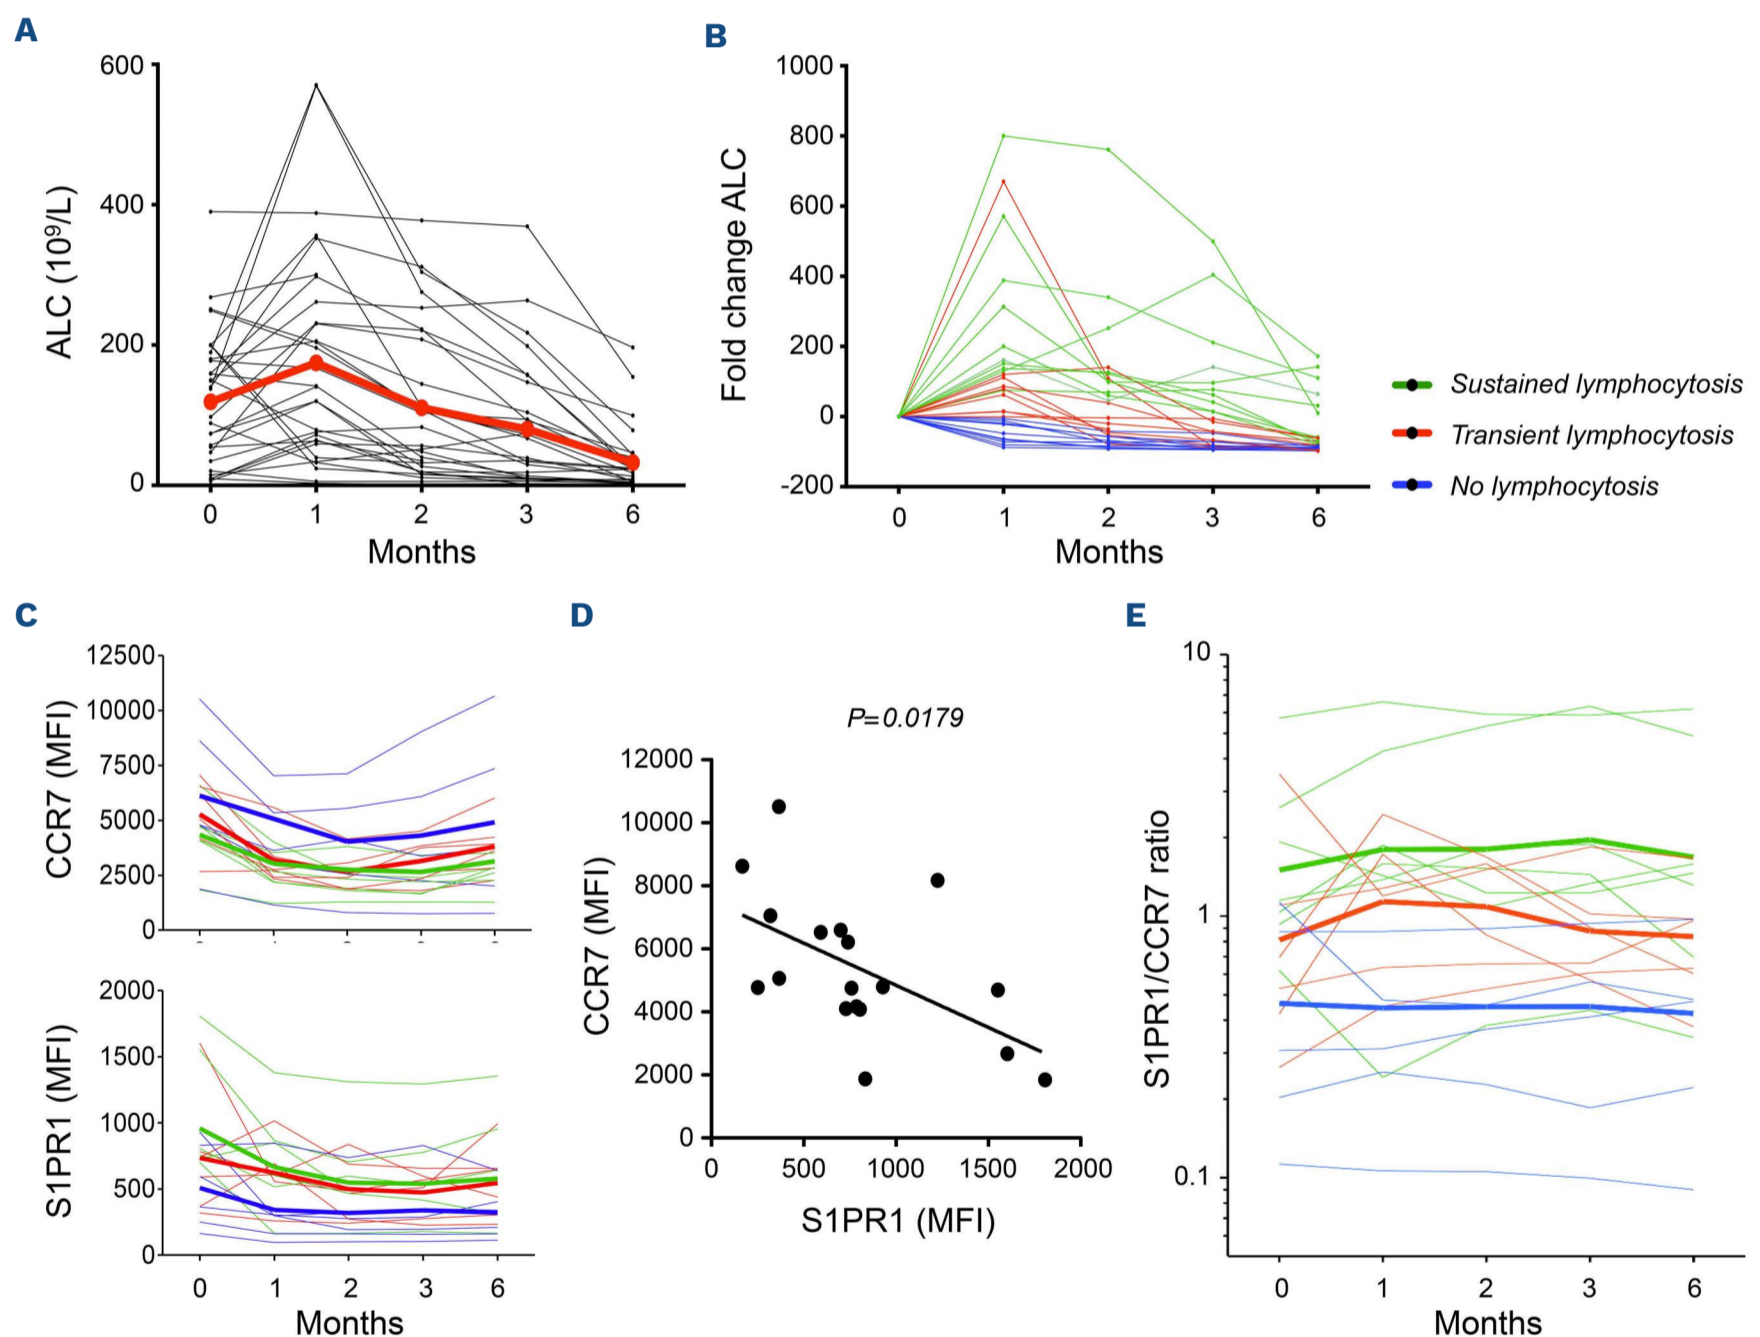 A
600
400
200
0
ALC (10⁹/L)
0 1 2 3 6
Months
B
1000
800
600
400
200
0
-200
Fold change ALC
0 1 2 3 6
Months
Sustained lymphocytosis
Transient lymphocytosis
No lymphocytosis
C
12500
10000
7500
5000
2500
0
CCR7 (MFI)
2000
1500
1000
500
0
S1PR1 (MFI)
0 1 2 3 6
Months
D
P=0.0179
12000
10000
8000
6000
4000
2000
0
CCR7 (MFI)
0 500 1000 1500 2000
S1PR1 (MFI)
E
10
1
0.1
S1PR1/CCR7 ratio
0 1 2 3 6
Months